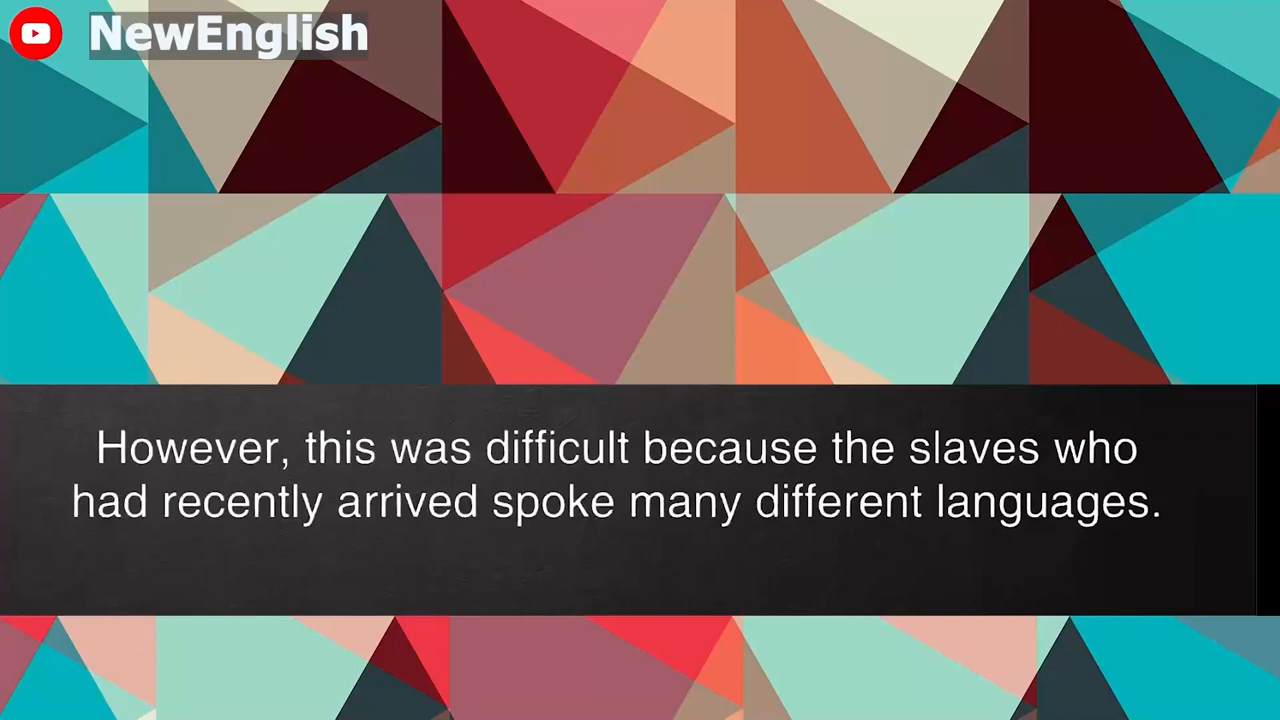 NewEnglish
However, this was difficult because the slaves who
had recently arrived spoke many different languages.